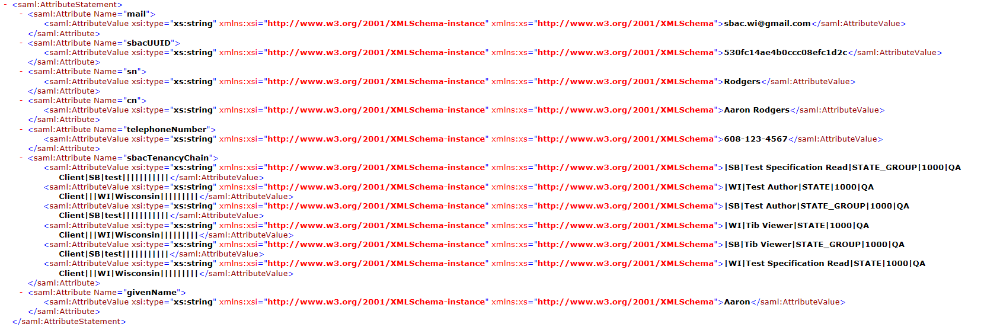 - <saml:AttributeStatement>
- <saml:Attribute Name="mail">
<saml:AttributeValue xsi:type="xs:string" xmlns:xsi="http://www.w3.org/2001/XMLSchema-instance" xmlns:xs="http://www.w3.org/2001/XMLSchema">sbac.wi@gmail.com</saml:AttributeValue>
</saml:Attribute>
- <saml:Attribute Name="sbacUUID">
<saml:AttributeValue xsi:type="xs:string" xmlns:xsi="http://www.w3.org/2001/XMLSchema-instance" xmlns:xs="http://www.w3.org/2001/XMLSchema">530fc14ae4b0ccc08efc1d2c</saml:AttributeValue>
</saml:Attribute>
- <saml:Attribute Name="sn">
<saml:AttributeValue xsi:type="xs:string" xmlns:xsi="http://www.w3.org/2001/XMLSchema-instance" xmlns:xs="http://www.w3.org/2001/XMLSchema">Rodgers</saml:AttributeValue>
</saml:Attribute>
- <saml:Attribute Name="cn">
<saml:AttributeValue xsi:type="xs:string" xmlns:xsi="http://www.w3.org/2001/XMLSchema-instance" xmlns:xs="http://www.w3.org/2001/XMLSchema">Aaron Rodgers</saml:AttributeValue>
</saml:Attribute>
- <saml:Attribute Name="telephoneNumber">
<saml:AttributeValue xsi:type="xs:string" xmlns:xsi="http://www.w3.org/2001/XMLSchema-instance" xmlns:xs="http://www.w3.org/2001/XMLSchema">608-123-4567</saml:AttributeValue>
</saml:Attribute>
- <saml:Attribute Name="sbacTenancyChain">
<saml:AttributeValue xsi:type="xs:string" xmlns:xsi="http://www.w3.org/2001/XMLSchema-instance" xmlns:xs="http://www.w3.org/2001/XMLSchema">|SB|Test Specification Read|STATE_GROUP|1000|QA
Client|SB|test|||||||||||</saml:AttributeValue>
<saml:AttributeValue xsi:type="xs:string" xmlns:xsi="http://www.w3.org/2001/XMLSchema-instance" xmlns:xs="http://www.w3.org/2001/XMLSchema">|WI|Test Author|STATE|1000|QA
Client|||WI|Wisconsin|||||||||</saml:AttributeValue>
<saml:AttributeValue xsi:type="xs:string" xmlns:xsi="http://www.w3.org/2001/XMLSchema-instance" xmlns:xs="http://www.w3.org/2001/XMLSchema">|SB|Test Author|STATE_GROUP|1000|QA
Client|SB|test|||||||||||</saml:AttributeValue>
<saml:AttributeValue xsi:type="xs:string" xmlns:xsi="http://www.w3.org/2001/XMLSchema-instance" xmlns:xs="http://www.w3.org/2001/XMLSchema">|WI|Tib Viewer|STATE|1000|QA
Client|||WI|Wisconsin|||||||||</saml:AttributeValue>
<saml:AttributeValue xsi:type="xs:string" xmlns:xsi="http://www.w3.org/2001/XMLSchema-instance" xmlns:xs="http://www.w3.org/2001/XMLSchema">|SB|Tib Viewer|STATE_GROUP|1000|QA
Client|SB|test|||||||||||</saml:AttributeValue>
<saml:AttributeValue xsi:type="xs:string" xmlns:xsi="http://www.w3.org/2001/XMLSchema-instance" xmlns:xs="http://www.w3.org/2001/XMLSchema">|WI|Test Specification Read|STATE|1000|QA
Client|||WI|Wisconsin|||||||||</saml:AttributeValue>
</saml:Attribute>
- <saml:Attribute Name="givenName">
<saml:AttributeValue xsi:type="xs:string" xmlns:xsi="http://www.w3.org/2001/XMLSchema-instance" xmlns:xs="http://www.w3.org/2001/XMLSchema">Aaron</saml:AttributeValue>
</saml:Attribute>
</saml:AttributeStatement>